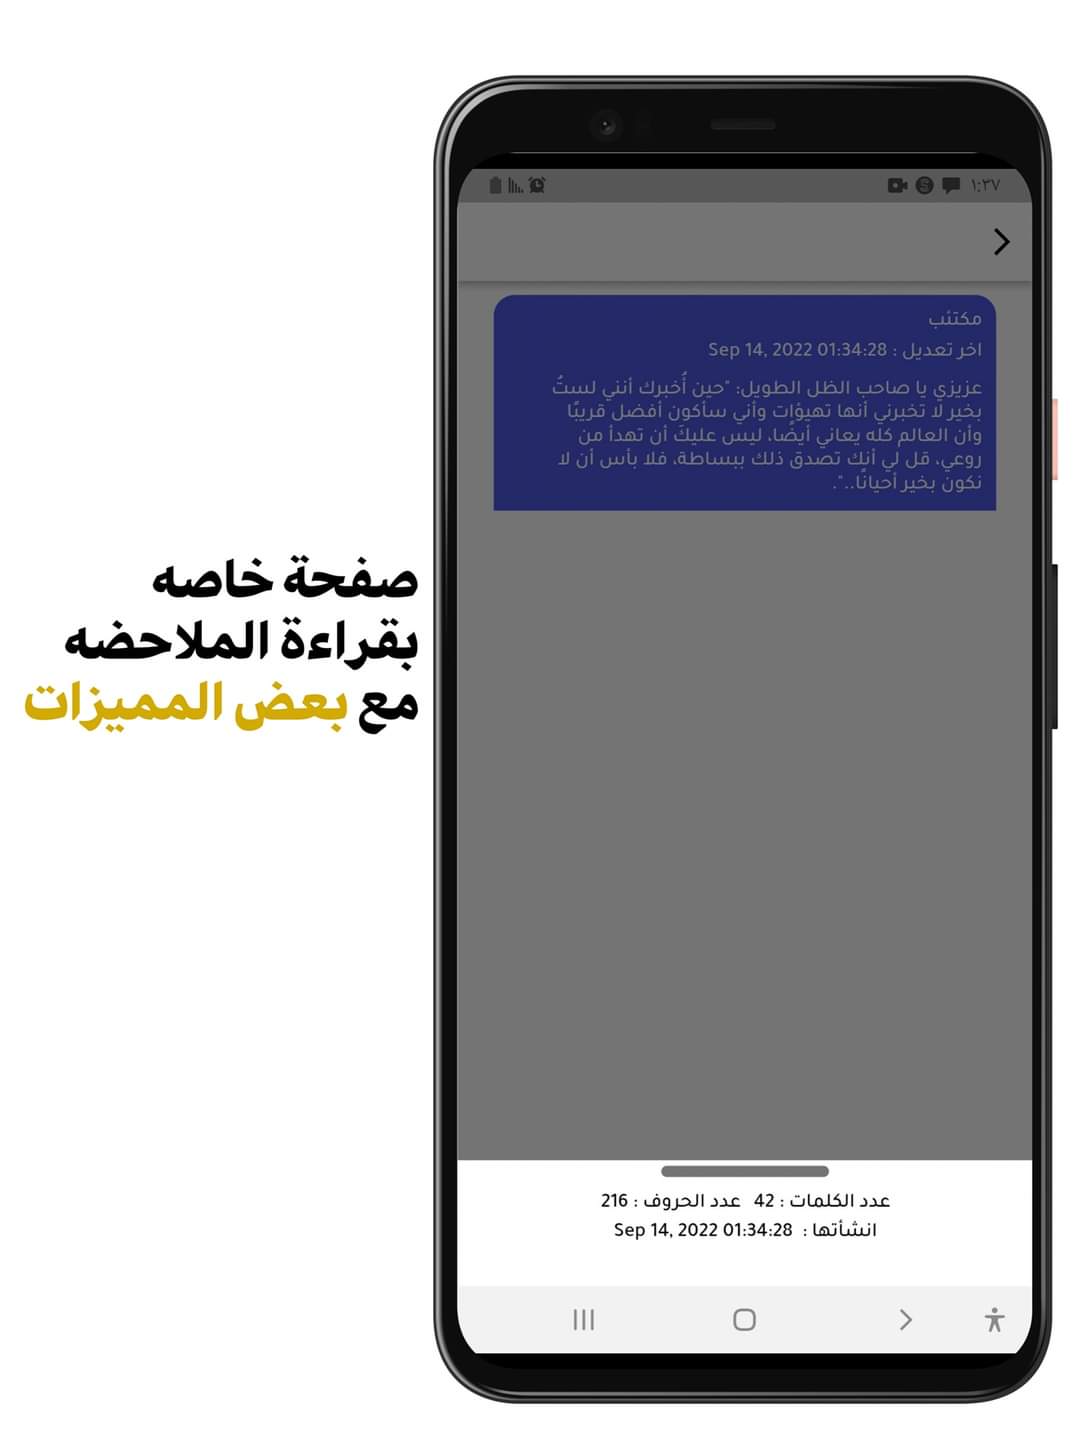 ١:٣٧
مكتئب
اخر تعديل : Sep 14, 2022 01:34:28
عزيزي يا صاحب الظل الطويل: "حين أُخبرك أنني لستُ
بخير لا تخبرني أنها تهيؤات وأني سأكون أفضل قريبًا
وأن العالم كله يعاني أيضًا، ليس عليكَ أن تهدأ من
روعي، قل لي أنك تصدق ذلك ببساطة، فلا بأس أن لا
نكون بخير أحيانًا..".
صفحة خاصه
بقراءة الملاحضه
مع بعض المميزات
عدد الكلمات : 42 عدد الحروف : 216
انشأتها : Sep 14, 2022 01:34:28